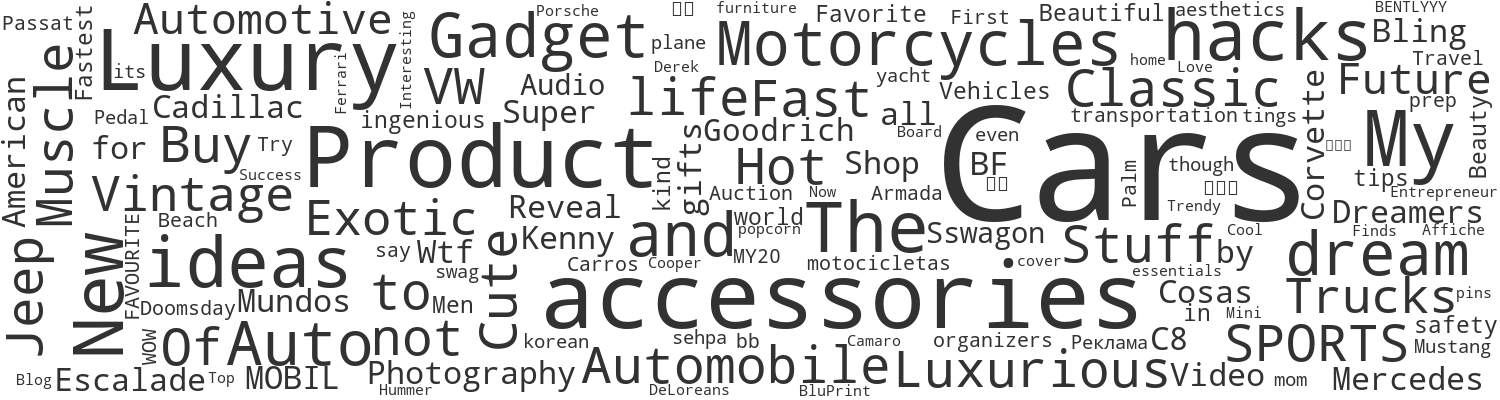 Passat
Automotive
Interesting
Porsche
furniture
Favorite
First
Beautiful
aesthetics
hacks
BENTLYYY
Bling
Luxury
Gadget
plane
Motorcycles
home
Love
Travel
Fastest
its
Ferrari
VW
Audio
Derek
yacht
Vehicles
Classic
Future
Muscle
American
Pedal
Cadillac
ingenious
Super
life
Fast
all
transportation
tings
Corvette
prep
Beauty
for
Buy
Try
Product
Goodrich
Board
even
Cars
My
Success
kind
gifts
Hot
Shop
BF
Palm
though
tips
Vintage
Auction
Now
Armada
Trendy
Entrepreneur
Beach
Exotic
Reveal
world
The
Dreamers
Jeep
New
FAVOURITE
ideas
say
Wtf
Cute
Kenny
and
popcorn
Sswagon
Stuff
by
Cool
Finds
Affiche
dream
swag
Carros
Cooper
MY20
motocicletas
cover
essentials
Doomsday
Mundos
to
Men
accessories
Cosas
in
Mini
Trucks
pins
WOW
Of
Auto
not
korean
sehpa
bb
Camaro
organizers
Реклама
C8
SPORTS
safety
Mustang
Blog
Escalade
Top
MOBIL
Photography
Hummer
Automobile
DeLoreans
BluPrint
Luxurious
Video
mom
Mercedes